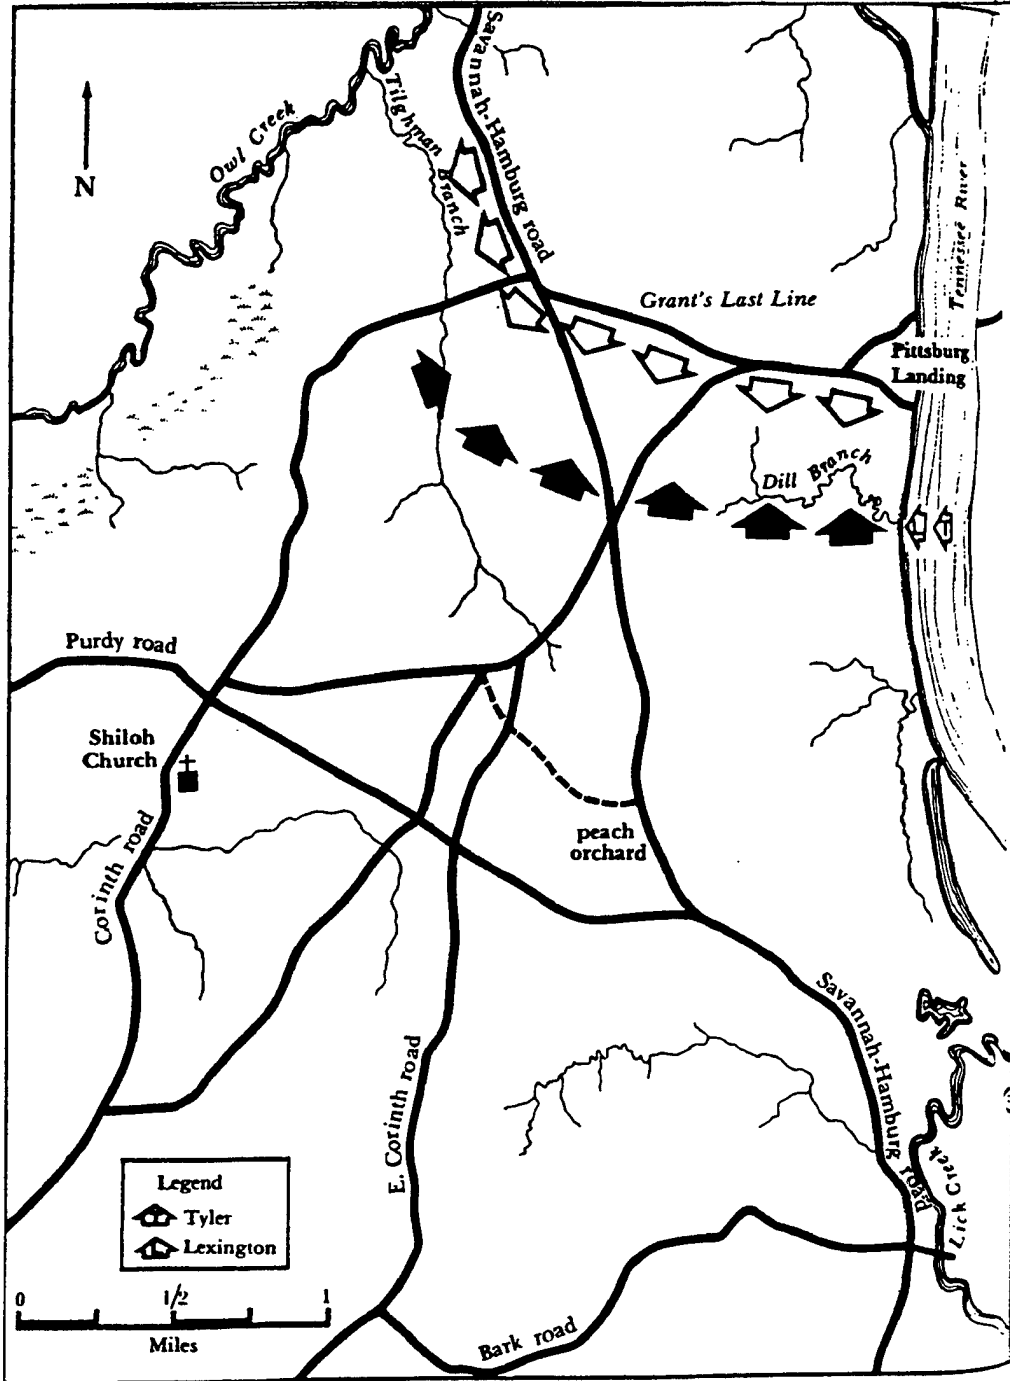 Savannah-Hamburg road
Owl Creek
Tilghman Branch
N
Tennessee River
Grant's Last Line
Pittsburg
Landing
Dill Branch
Purdy road
Shiloh
Church
peach
orchard
Corinth road
Savannah-Hamburg road
E. Corinth road
Lick Creek
Legend
Tyler
Lexington
0 1/2 1
Miles
Bark road